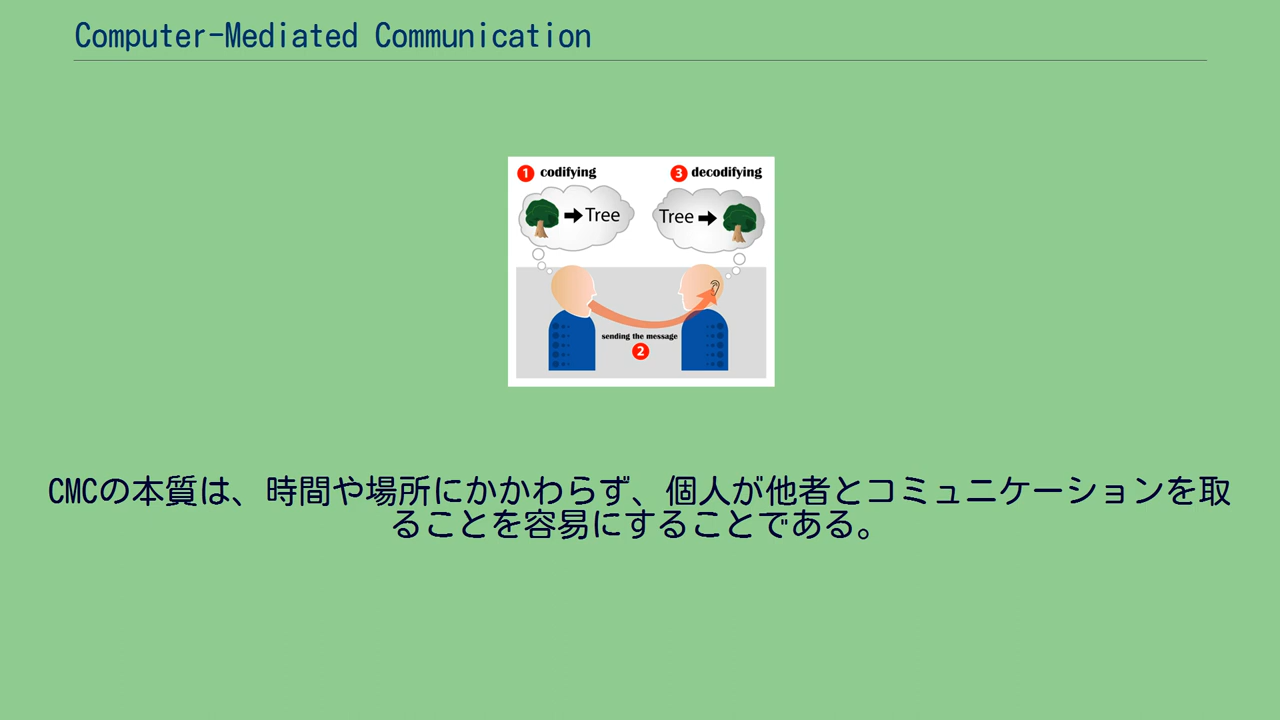 Computer-Mediated Communication
1 codifying
3 decodifying
Tree
Tree
sending the message
2
CMCの本質は、時間や場所にかかわらず、個人が他者とコミュニケーションを取
ることを容易にすることである。